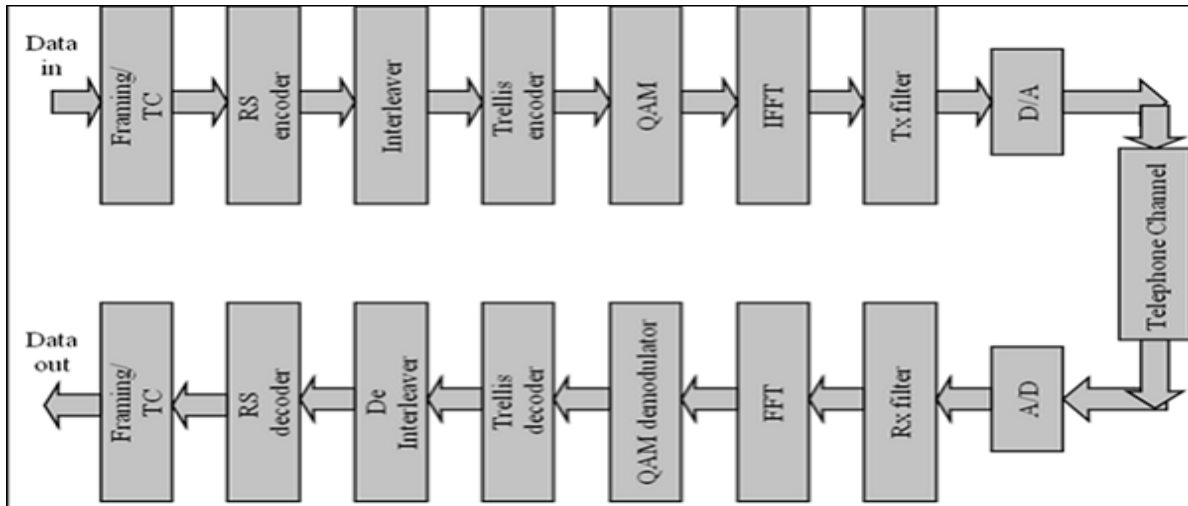 Data
in
Framing/
TC
RS
encoder
Interleaver
Trellis
encoder
QAM
IFFT
Tx filter
D/A
Telephone Channel
Data
out
Framing/
TC
RS
decoder
De
Interleaver
Trellis
decoder
QAM demodulator
FFT
Rx filter
A/D